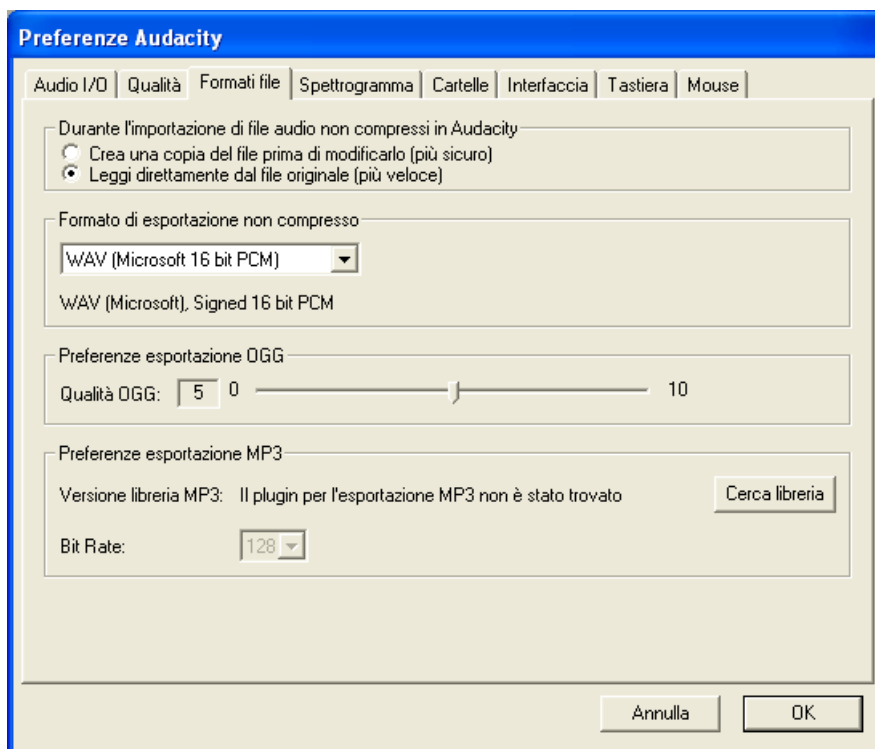 Preferenze Audacity
Audio I/O Qualità Formati file Spettrogramma Cartelle Interfaccia Tastiera Mouse
Durante l'importazione di file audio non compressi in Audacity
Crea una copia del file prima di modificarlo (più sicuro)
Leggi direttamente dal file originale (più veloce)
Formato di esportazione non compresso
WAV (Microsoft 16 bit PCM)
WAV (Microsoft), Signed 16 bit PCM
Preferenze esportazione OGG
Qualità OGG: 5 0 10
Preferenze esportazione MP3
Versione libreria MP3: Il plugin per l'esportazione MP3 non è stato trovato Cerca libreria
Bit Rate: 128
Annulla OK